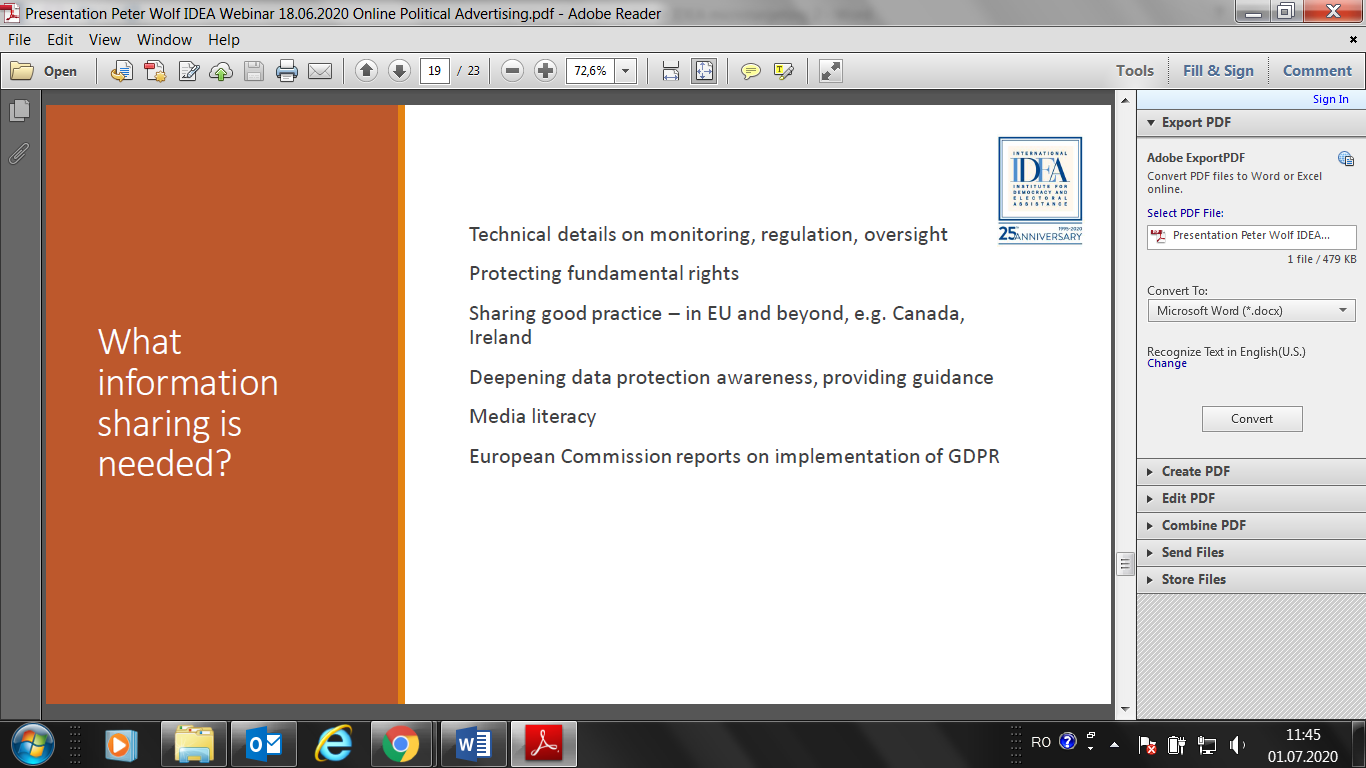 Presentation Peter Wolf IDEA Webinar 18.06.2020 Online Political Advertising.pdf - Adobe Reader
File Edit View Window Help
Open 19 / 23 72,6% Tools Fill & Sign Comment
Sign In
What
information
sharing is
needed?
INTERNATIONAL
IDEA
INSTITUTE FOR
DEMOCRACY AND
ELECTORAL
ASSISTANCE
1995-2020
25th ANNIVERSARY
Technical details on monitoring, regulation, oversight
Protecting fundamental rights
Sharing good practice – in EU and beyond, e.g. Canada,
Ireland
Deepening data protection awareness, providing guidance
Media literacy
European Commission reports on implementation of GDPR
Export PDF
Adobe ExportPDF
Convert PDF files to Word or Excel
online.
Select PDF File:
Presentation Peter Wolf IDEA...
1 file / 479 KB
Convert To:
Microsoft Word (*.docx)
Recognize Text in English(U.S.)
Change
Convert
Create PDF
Edit PDF
Combine PDF
Send Files
Store Files
RO
11:45
01.07.2020